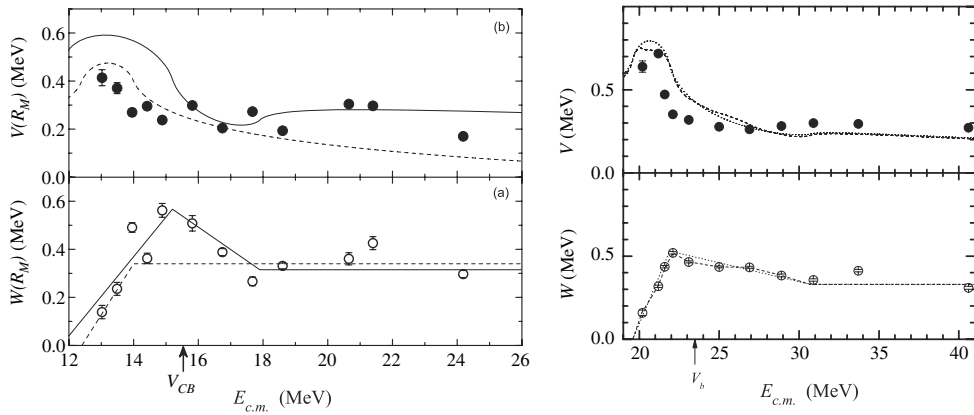 (b)
V(R_M) (MeV)
0.6
0.4
0.2
0.0
(a)
W(R_M) (MeV)
0.6
0.4
0.2
0.0
12 14 16 18 20 22 24 26
V_CB
E_c.m. (MeV)
V (MeV)
1.0
0.5
0.0
W (MeV)
0.5
0.0
20 25 30 35 40
V_b
E_c.m. (MeV)